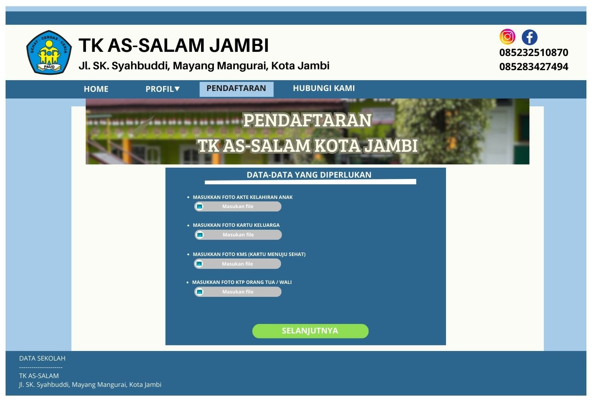 TK AS-SALAM JAMBI
Jl. SK. Syahbuddi, Mayang Mangurai, Kota Jambi
085232510870
085283427494
HOME PROFIL▼ PENDAFTARAN HUBUNGI KAMI
PENDAFTARAN
TK AS-SALAM KOTA JAMBI
DATA-DATA YANG DIPERLUKAN
• MASUKKAN FOTO AKTE KELAHIRAN ANAK
Masukan file
• MASUKKAN FOTO KARTU KELUARGA
Masukan file
• MASUKKAN FOTO KMS (KARTU MENUJU SEHAT)
Masukan file
• MASUKKAN FOTO KTP ORANG TUA / WALI
Masukan file
SELANJUTNYA
DATA SEKOLAH
--------------------
TK AS-SALAM
Jl. SK. Syahbuddi, Mayang Mangurai, Kota Jambi